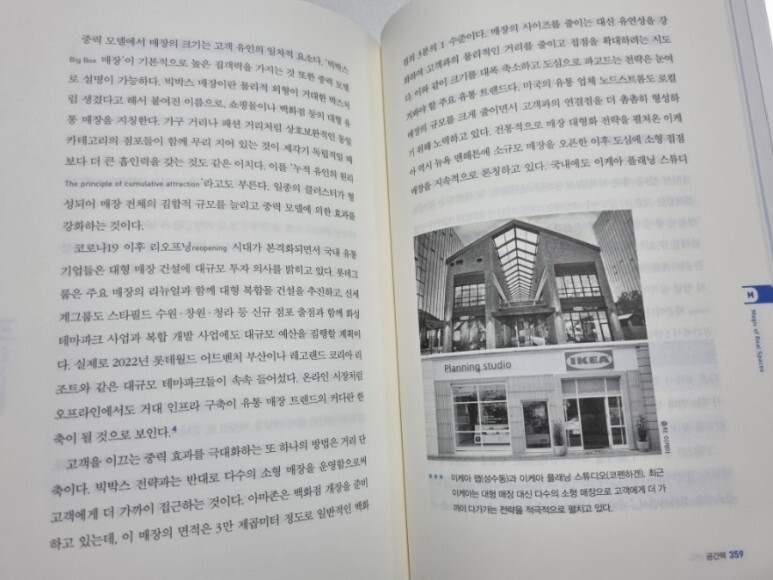 중력 모델에서 매장의 크기는 고객 유인의 일차적 요소다. '빅박스
Big Box 매장'이 기본적으로 높은 집객력을 가지는 것 또한 중력 모델
로 설명이 가능하다. 빅박스 매장이란 물리적 외형이 거대한 박스처
럼 생겼다고 해서 붙여진 이름으로, 쇼핑몰이나 백화점 등의 대형 유
통 매장을 지칭한다. 가구 거리나 패션 거리처럼 상호보완적인 동일
카테고리의 점포들이 함께 무리 지어 있는 것이 제각기 독립적일 때
보다 더 큰 흡인력을 갖는 것도 같은 이치다. 이를 '누적 유인의 원리
The principle of cumulative attraction'라고도 부른다. 일종의 클러스터가 형
성되어 매장 전체의 집합적 규모를 늘리고 중력 모델에 의한 효과를
강화하는 것이다.
코로나19 이후 리오프닝reopening 시대가 본격화되면서 국내 유통
기업들은 대형 매장 건설에 대규모 투자 의사를 밝히고 있다. 롯데그
룹은 주요 매장의 리뉴얼과 함께 대형 복합몰 건설을 추진하고, 신세
계그룹도 스타필드 수원·창원·청라 등 신규 점포 출점과 함께 화성
테마파크 사업과 복합 개발 사업에도 대규모 예산을 집행할 계획이
다. 실제로 2022년 롯데월드 어드벤처 부산이나 레고랜드 코리아 리
조트와 같은 대규모 테마파크들이 속속 들어섰다. 온라인 시장처럼
오프라인에서도 거대 인프라 구축이 유통 매장 트렌드의 커다란 한
축이 될 것으로 보인다.4
고객을 이끄는 중력 효과를 극대화하는 또 하나의 방법은 거리 단
축이다. 빅박스 전략과는 반대로 다수의 소형 매장을 운영함으로써
고객에게 더 가까이 접근하는 것이다. 아마존은 백화점 개장을 준비
하고 있는데, 이 매장의 면적은 3만 제곱미터 정도로 일반적인 백화
점의 3분의 1 수준이다. 매장의 사이즈를 줄이는 대신 유연성을 강
화하며 고객과의 물리적인 거리를 줄이고 접점을 확대하려는 시도
다. 이와 같이 크기를 대폭 축소하고 도심으로 파고드는 전략은 눈여
겨봐야 할 주요 유통 트렌드다. 미국의 유통 업체 노드스트롬도 로컬
매장의 규모를 크게 줄이면서 고객과의 연결점을 더 촘촘히 형성하
기 위해 노력하고 있다. 전통적으로 매장 대형화 전략을 펼쳐온 이케
아 역시 뉴욕 맨해튼에 소규모 매장을 오픈한 이후 도심에 소형 접점
매장을 지속적으로 론칭하고 있다. 국내에도 이케아 플래닝 스튜디
Planning studio
IKEA
출처: 이케아
●●● 이케아 랩(성수동)과 이케아 플래닝 스튜디오(코펜하겐). 최근
이케아는 대형 매장 대신 다수의 소형 매장으로 고객에게 더 가
까이 다가가는 전략을 적극적으로 펼치고 있다.
M
Magic of Real Spaces
공간력 359